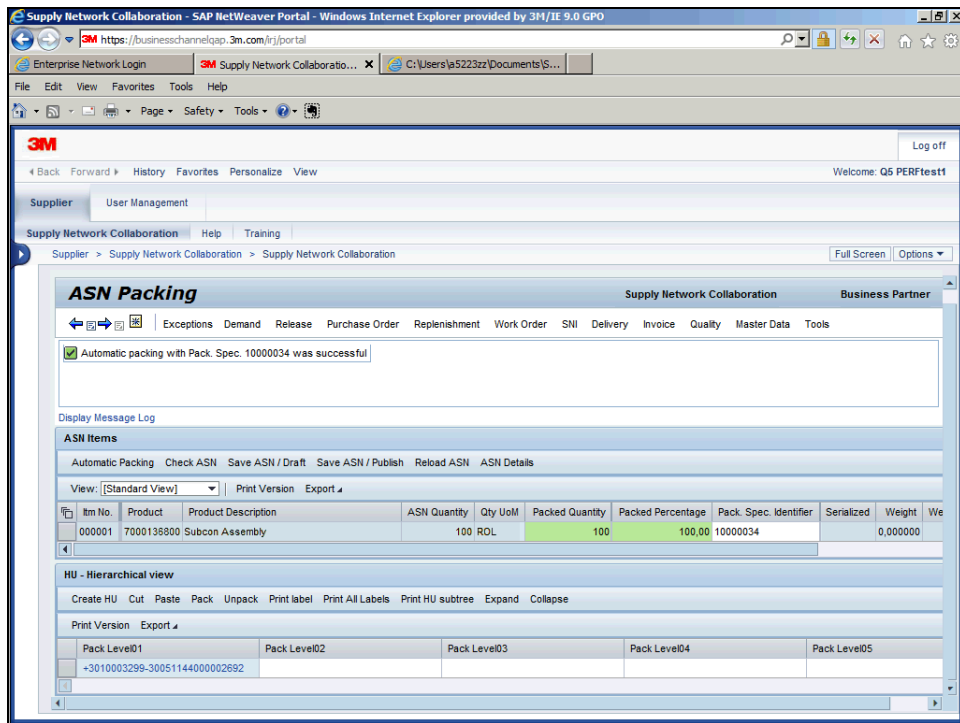 Supply Network Collaboration - SAP NetWeaver Portal - Windows Internet Explorer provided by 3M/IE 9.0 GPO
3M https://businesschannelqap.3m.com/irj/portal
Enterprise Network Login 3M Supply Network Collaboratio... X C:\Users\a5223zz\Documents\S...
File Edit View Favorites Tools Help
Page Safety Tools
3M Log off
Back Forward History Favorites Personalize View Welcome: Q5 PERFtest1
Supplier User Management
Supply Network Collaboration Help Training
Supplier > Supply Network Collaboration > Supply Network Collaboration Full Screen Options
ASN Packing Supply Network Collaboration Business Partner
Exceptions Demand Release Purchase Order Replenishment Work Order SNI Delivery Invoice Quality Master Data Tools
Automatic packing with Pack. Spec. 10000034 was successful
Display Message Log
ASN Items
Automatic Packing Check ASN Save ASN / Draft Save ASN / Publish Reload ASN ASN Details
View: [Standard View] Print Version Export
Itm No. Product Product Description ASN Quantity Qty UoM Packed Quantity Packed Percentage Pack. Spec. Identifier Serialized Weight We
000001 7000136800 Subcon Assembly 100 ROL 100 100,00 10000034 0,000000
HU - Hierarchical view
Create HU Cut Paste Pack Unpack Print label Print All Labels Print HU subtree Expand Collapse
Print Version Export
Pack Level01 Pack Level02 Pack Level03 Pack Level04 Pack Level05
+3010003299-30051144000002692